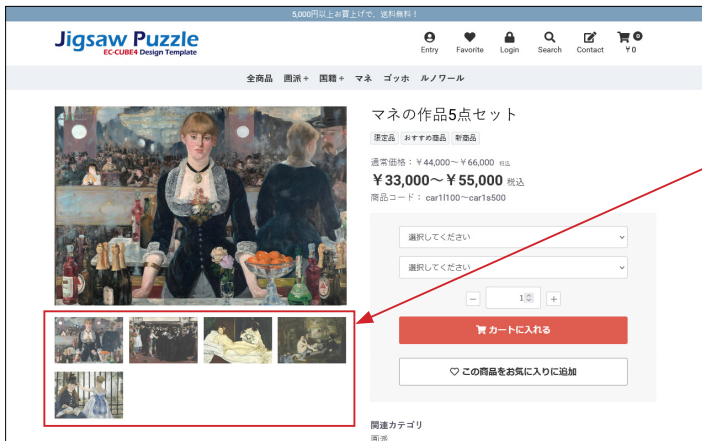 5,000円以上お買上げで、送料無料！
Jigsaw Puzzle
EC-CUBE4 Design Template
Entry Favorite Login Search Contact ￥0
0
全商品 画派+ 国籍+ マネ ゴッホ ルノワール
マネの作品5点セット
限定品 おすすめ商品 新商品
通常価格：￥44,000～￥66,000 税込
￥33,000～￥55,000 税込
商品コード： car1l100～car1s500
選択してください
選択してください
－ 1 ＋
カートに入れる
この商品をお気に入りに追加
関連カテゴリ
画派